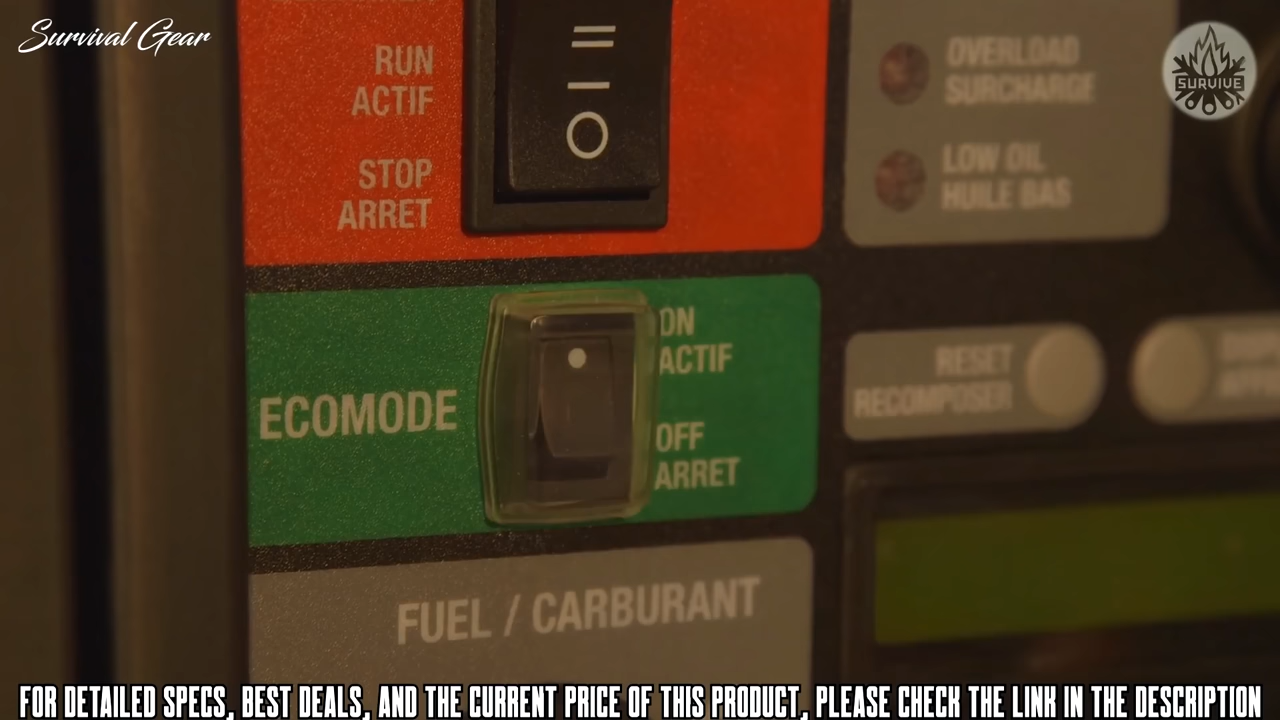 Survival Gear
SURVIVE
RUN
ACTIF
STOP
ARRET
OVERLOAD
SURCHARGE
LOW OIL
HUILE BAS
ECOMODE
ON
ACTIF
OFF
ARRET
RESET
RECOMPOSER
FUEL / CARBURANT
FOR DETAILED SPECS, BEST DEALS, AND THE CURRENT PRICE OF THIS PRODUCT, PLEASE CHECK THE LINK IN THE DESCRIPTION